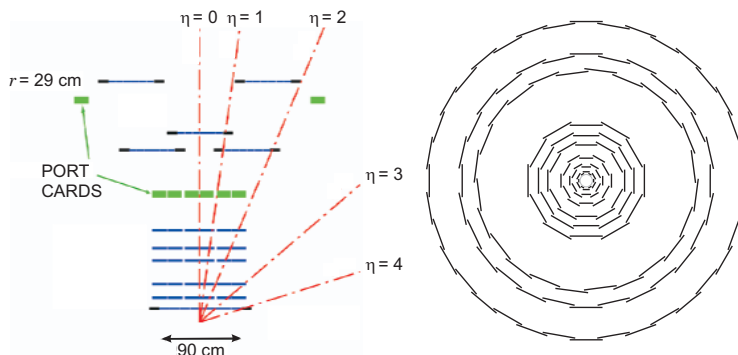 η = 0 η = 1 η = 2
r = 29 cm
PORT
CARDS
η = 3
η = 4
90 cm